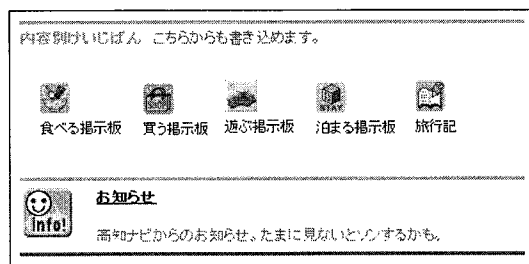 内容別けいじばん こちらからも書き込めます。
STAY
食べる掲示板 買う掲示板 遊ぶ掲示板 泊まる掲示板 旅行記
お知らせ
Info!
高知ナビからのお知らせ、たまに見ないとソンするかも。